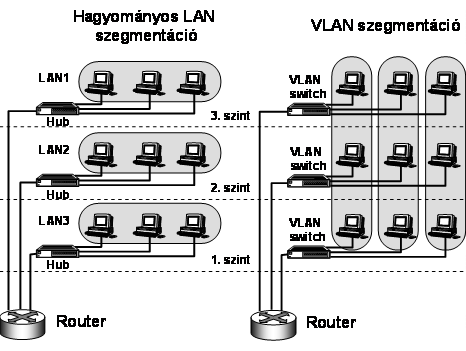 Hagyományos LAN
szegmentáció
LAN1
Hub
3. szint
LAN2
Hub
2. szint
LAN3
Hub
1. szint
Router
VLAN szegmentáció
VLAN
switch
VLAN
switch
VLAN
switch
Router